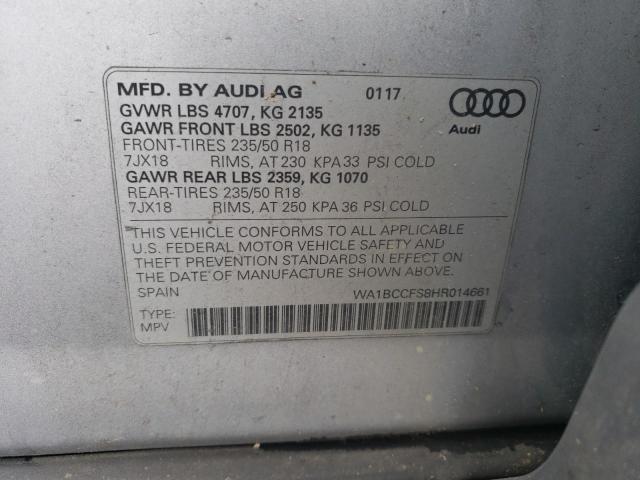 MFD. BY AUDI AG 0117
GVWR LBS 4707, KG 2135
GAWR FRONT LBS 2502, KG 1135
FRONT-TIRES 235/50 R18
7JX18 RIMS, AT 230 KPA 33 PSI COLD
GAWR REAR LBS 2359, KG 1070
REAR-TIRES 235/50 R18
7JX18 RIMS, AT 250 KPA 36 PSI COLD
Audi
THIS VEHICLE CONFORMS TO ALL APPLICABLE
U.S. FEDERAL MOTOR VEHICLE SAFETY AND
THEFT PREVENTION STANDARDS IN EFFECT ON
THE DATE OF MANUFACTURE SHOWN ABOVE.
SPAIN WA1BCCFS8HR014661
TYPE:
MPV